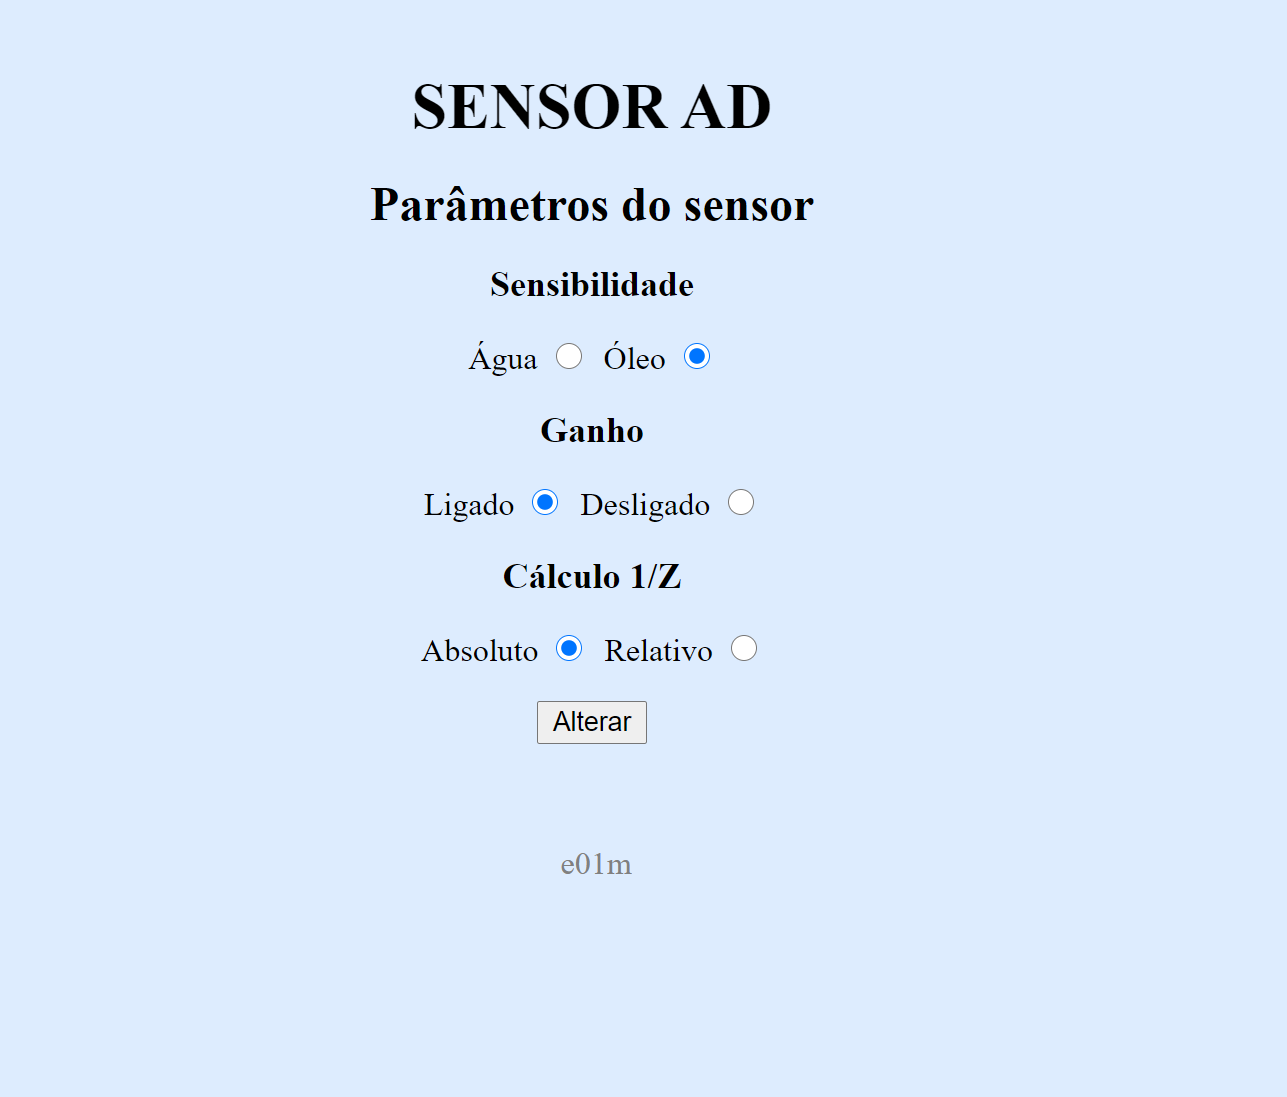 SENSOR AD
Parâmetros do sensor
Sensibilidade
Água Óleo
Ganho
Ligado Desligado
Cálculo 1/Z
Absoluto Relativo
Alterar
e01m